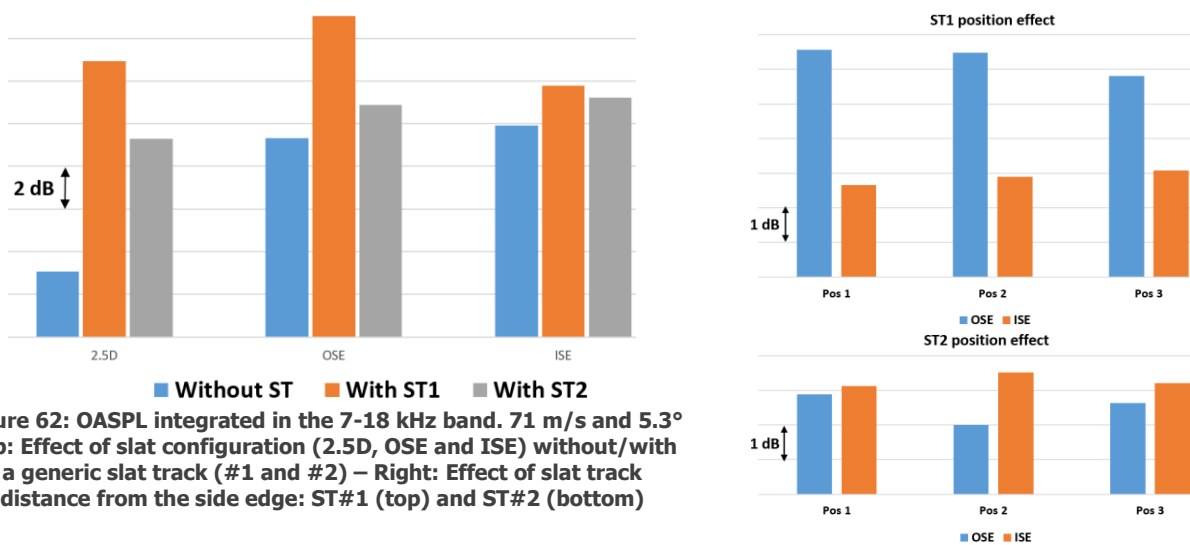 2 dB
2.5D OSE ISE
Without ST With ST1 With ST2
ure 62: OASPL integrated in the 7-18 kHz band. 71 m/s and 5.3°
: Effect of slat configuration (2.5D, OSE and ISE) without/with
a generic slat track (#1 and #2) – Right: Effect of slat track
distance from the side edge: ST#1 (top) and ST#2 (bottom)
ST1 position effect
1 dB
Pos 1 Pos 2 Pos 3
OSE ISE
ST2 position effect
1 dB
Pos 1 Pos 2 Pos 3
OSE ISE